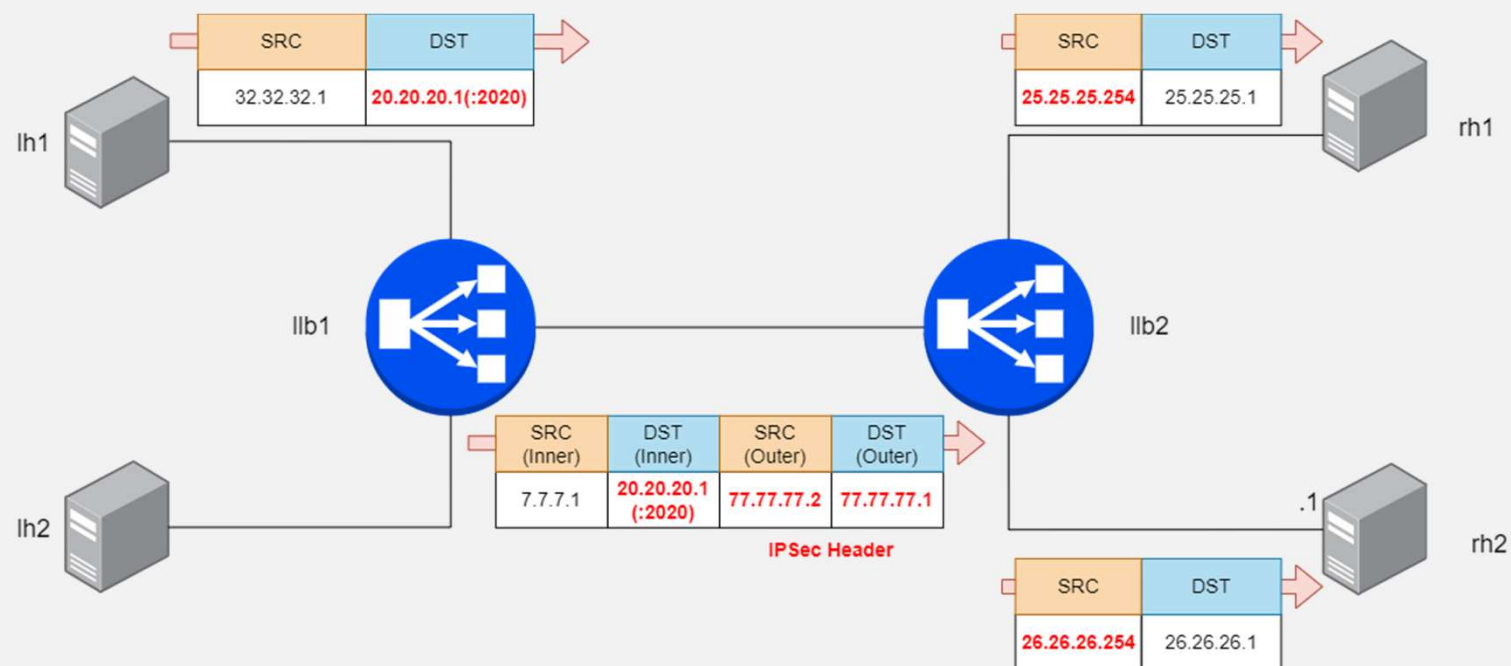 SRC DST
32.32.32.1 20.20.20.1(:2020)
SRC DST
25.25.25.254 25.25.25.1
lh1
rh1
llb1
llb2
SRC (Inner) DST (Inner) SRC (Outer) DST (Outer)
7.7.7.1 20.20.20.1 (:2020) 77.77.77.2 77.77.77.1
IPSec Header
lh2
.1
rh2
SRC DST
26.26.26.254 26.26.26.1